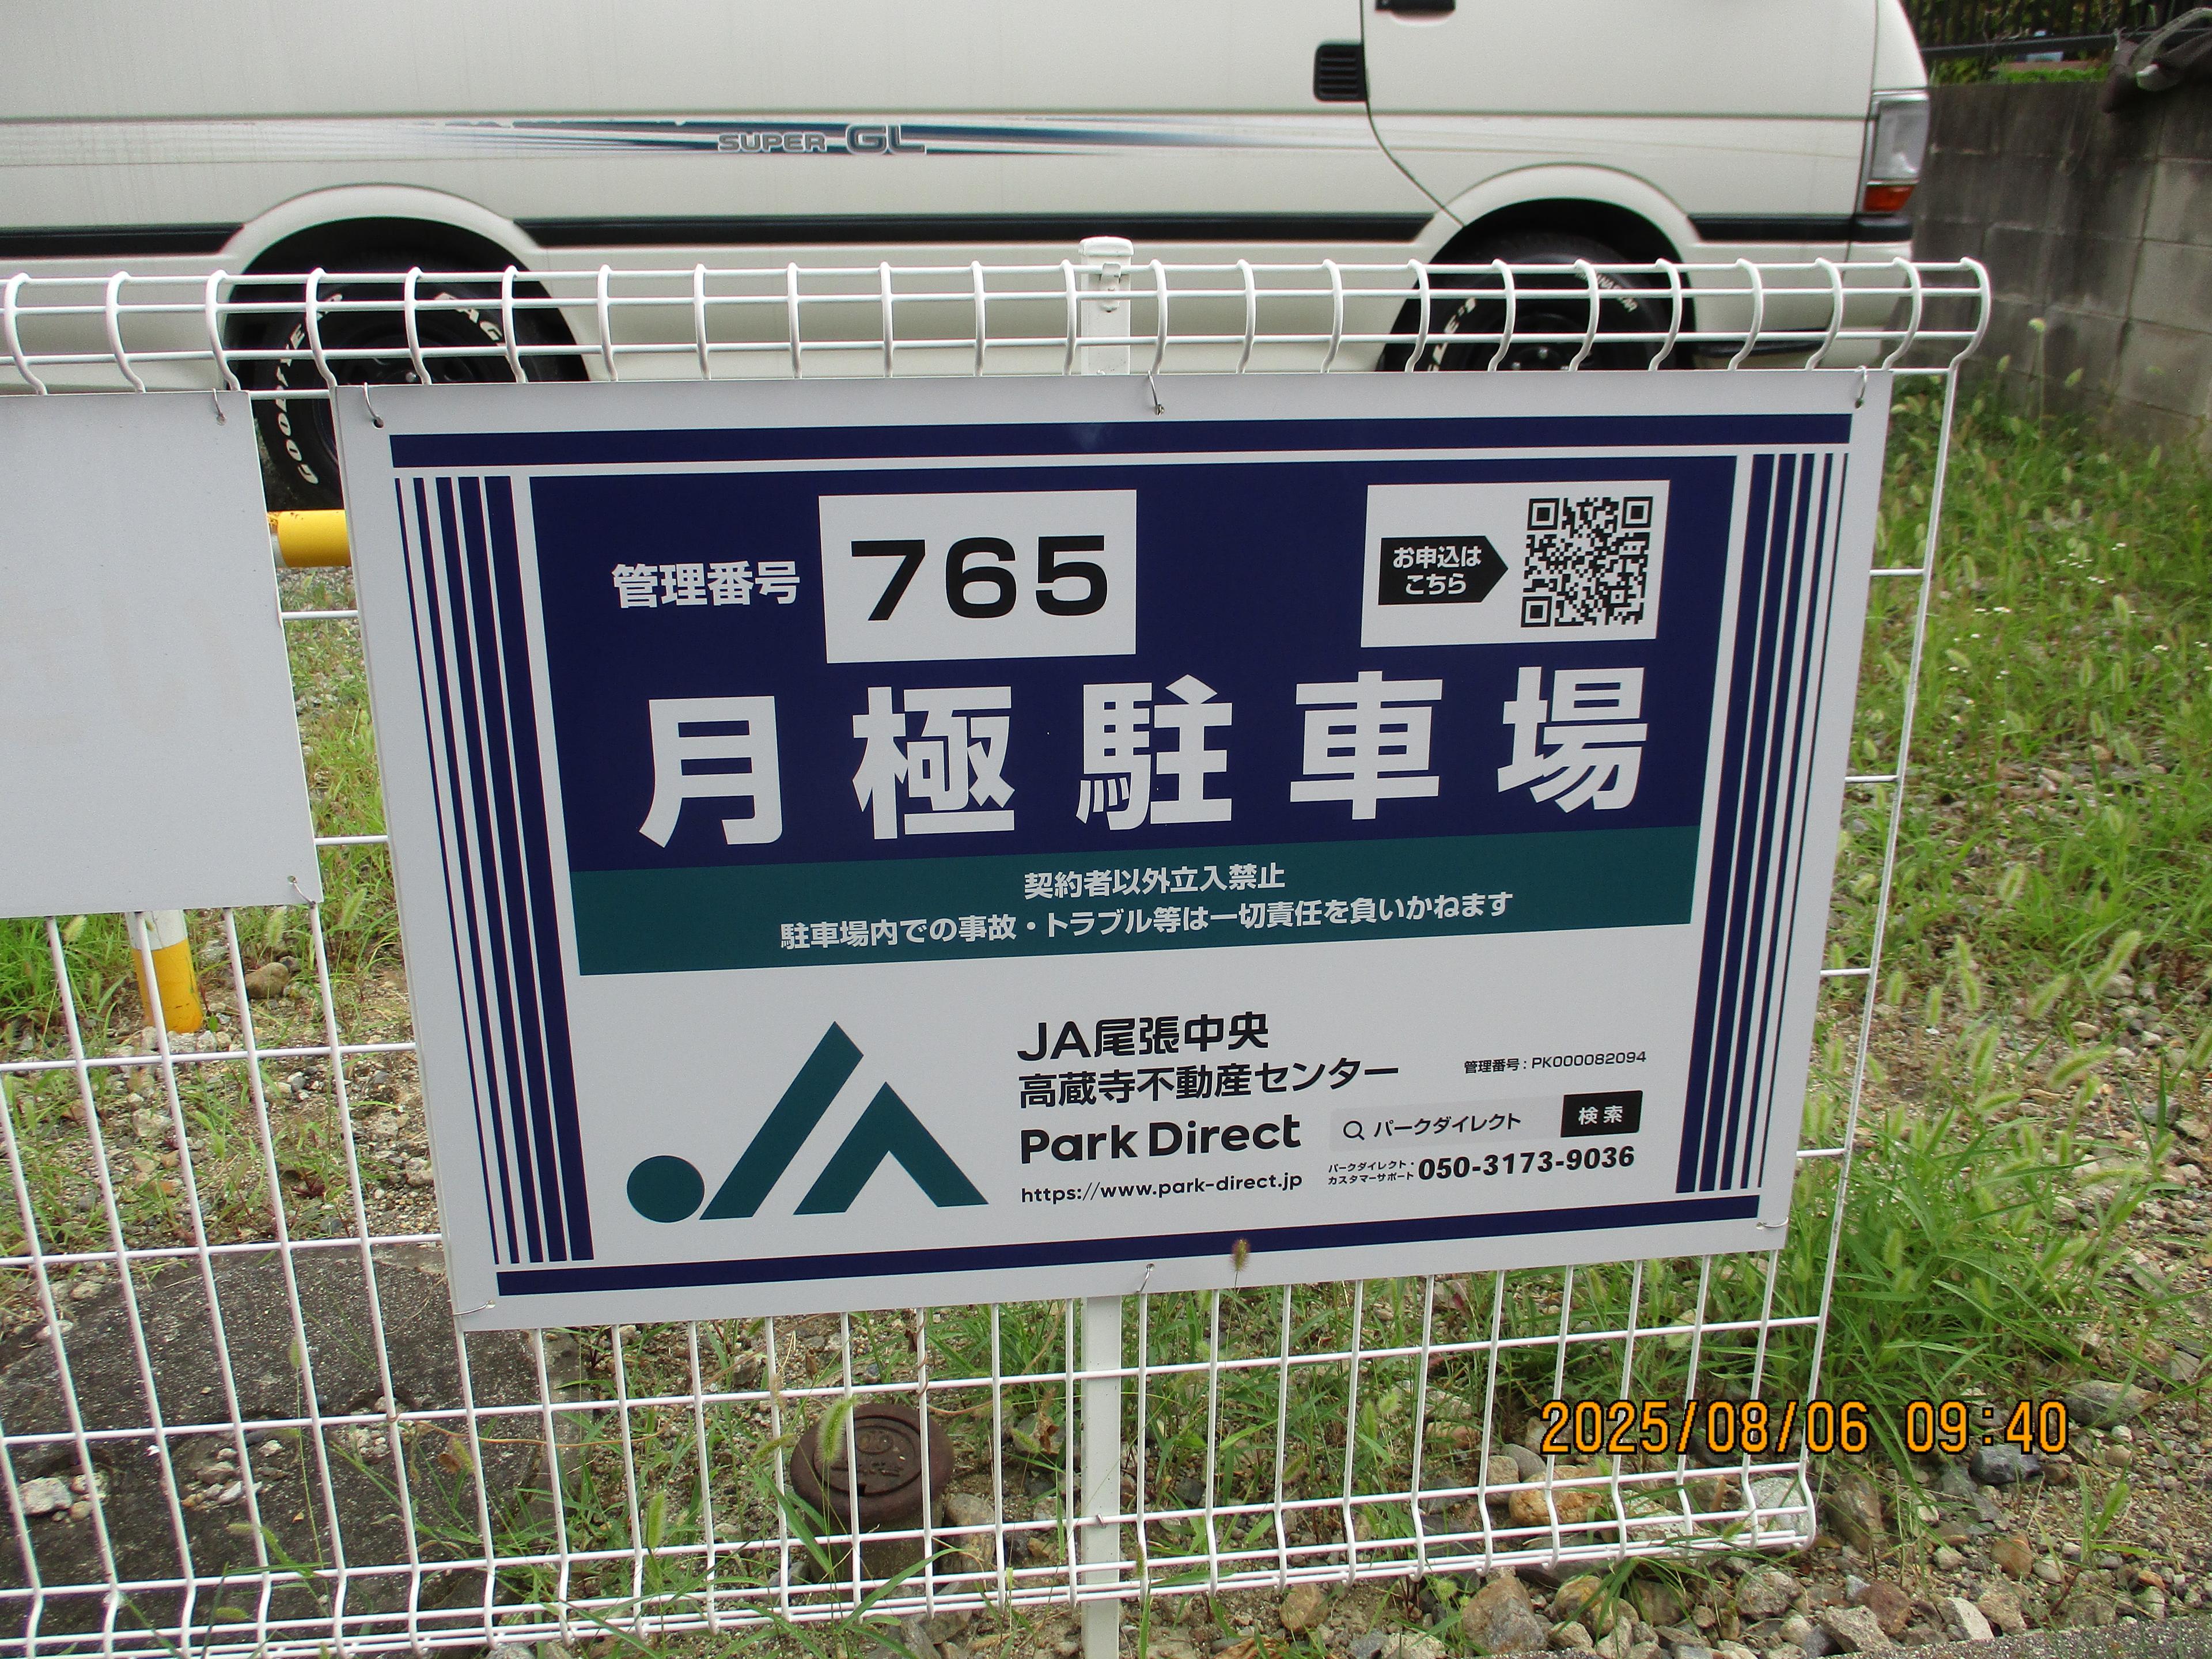 SUPER GL
管理番号 765
お申込は
こちら
月極駐車場
契約者以外立入禁止
駐車場内での事故・トラブル等は一切責任を負いかねます
JA尾張中央
高蔵寺不動産センター
管理番号：PK000082094
Park Direct
パークダイレクト 検索
https://www.park-direct.jp
パークダイレクト・
カスタマーサポート 050-3173-9036
2025/08/06 09:40